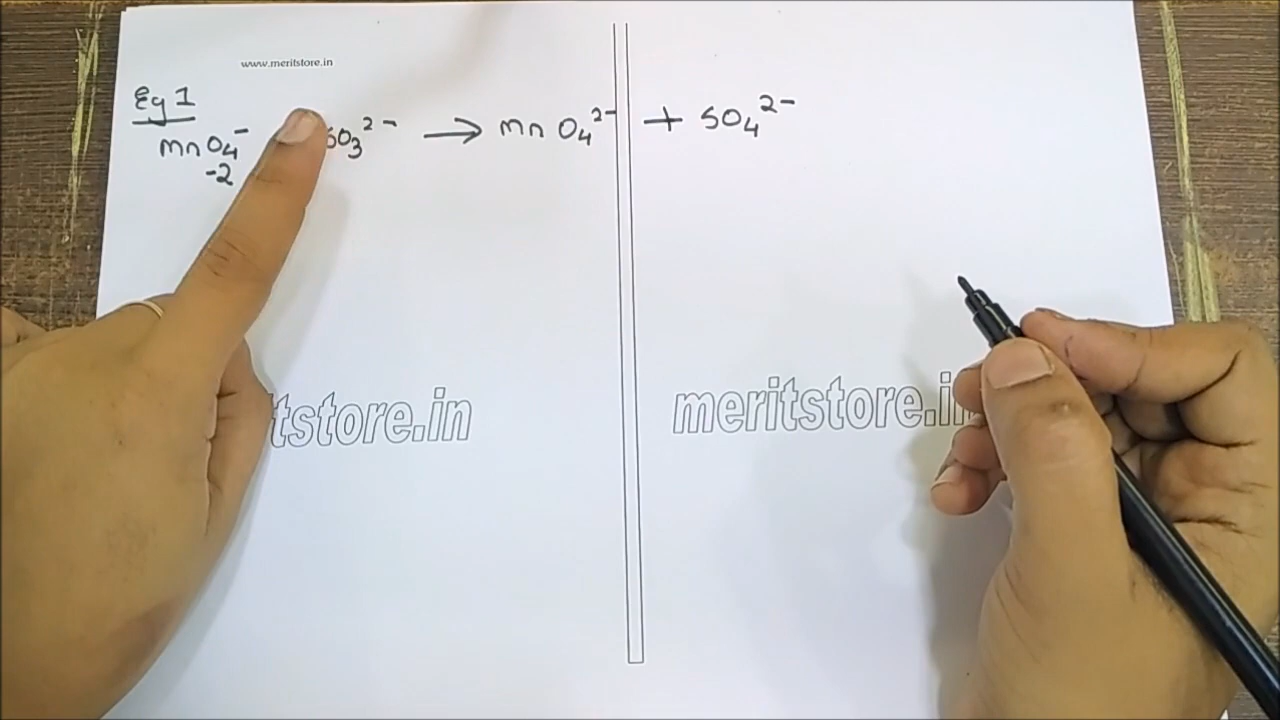 www.meritstore.in
Eg 1
mnO₄⁻ SO₃²⁻ → mnO₄²⁻ + SO₄²⁻
-2
tstore.in meritstore.in